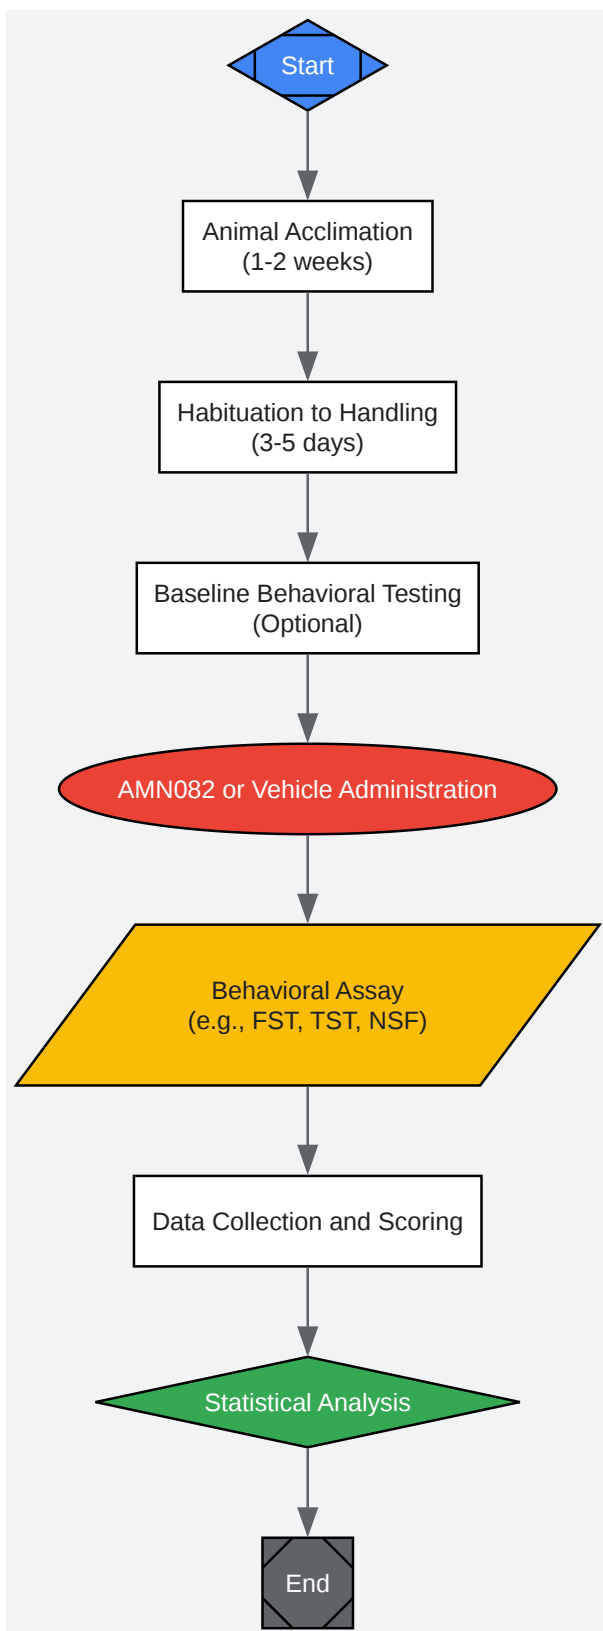 Start
Animal Acclimation
(1-2 weeks)
Habituation to Handling
(3-5 days)
Baseline Behavioral Testing
(Optional)
AMN082 or Vehicle Administration
Behavioral Assay
(e.g., FST, TST, NSF)
Data Collection and Scoring
Statistical Analysis
End